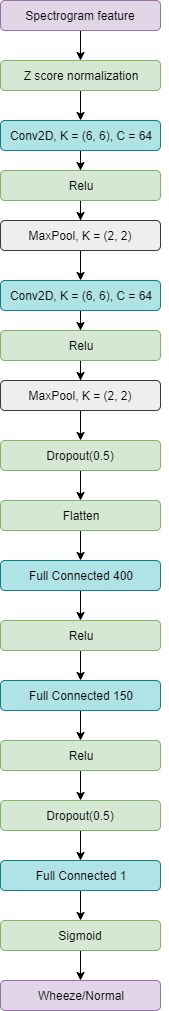 Spectrogram feature
Z score normalization
Conv2D, K = (6, 6), C = 64
Relu
MaxPool, K = (2, 2)
Conv2D, K = (6, 6), C = 64
Relu
MaxPool, K = (2, 2)
Dropout(0.5)
Flatten
Full Connected 400
Relu
Full Connected 150
Relu
Dropout(0.5)
Full Connected 1
Sigmoid
Wheeze/Normal